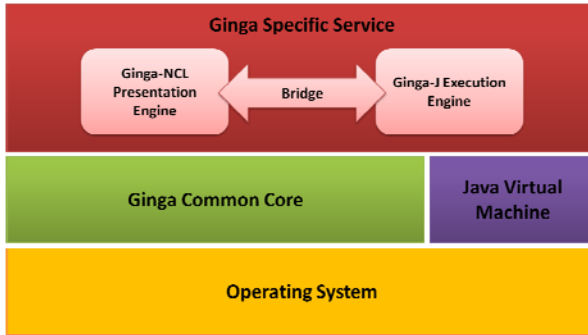 Ginga Specific Service
Ginga-NCL
Presentation
Engine
Bridge
Ginga-J Execution
Engine
Ginga Common Core
Java Virtual
Machine
Operating System